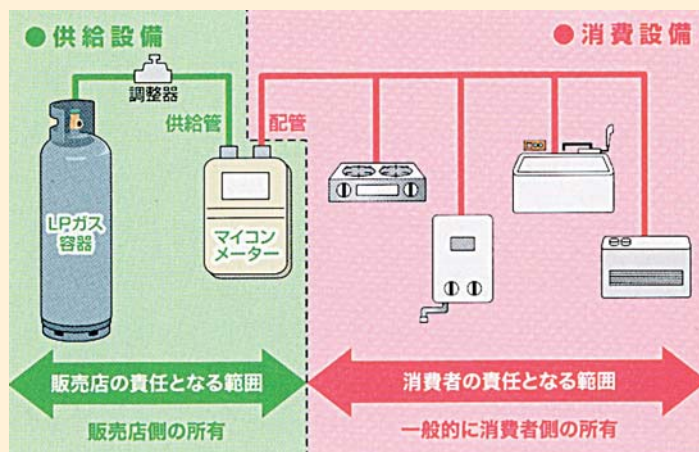 ●供給設備
●消費設備
調整器
供給管
配管
LPガス
容器
マイコン
メーター
販売店の責任となる範囲
消費者の責任となる範囲
販売店側の所有
一般的に消費者側の所有